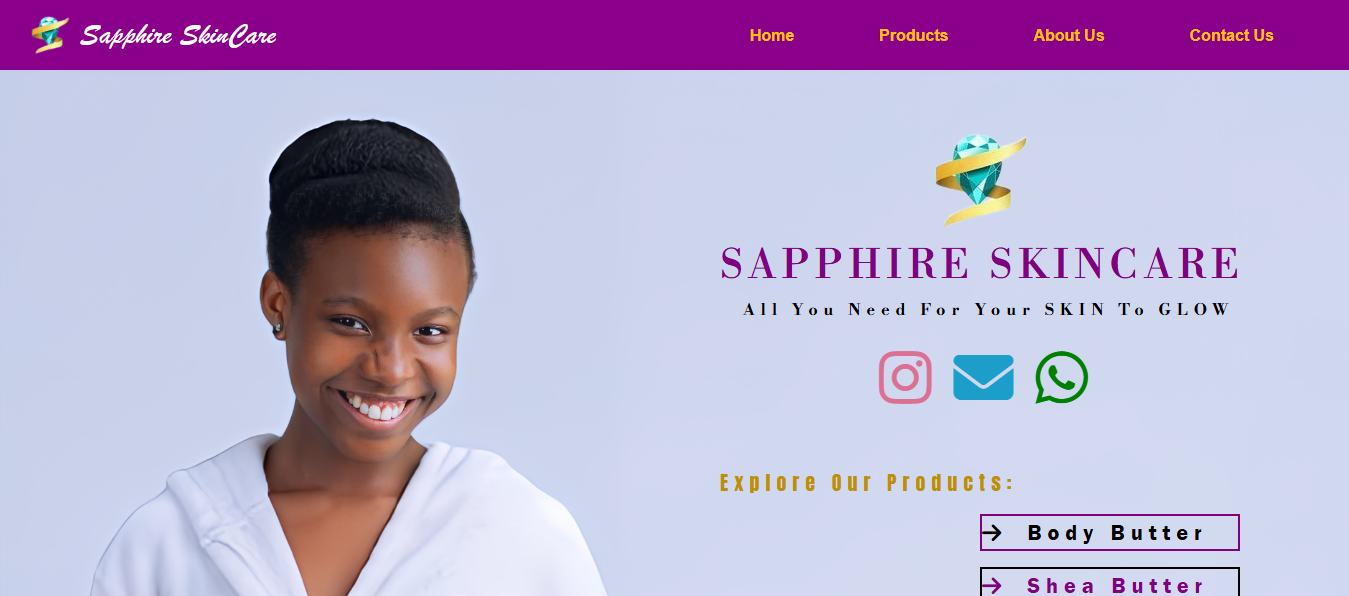 Sapphire SkinCare
Home Products About Us Contact Us
SAPPHIRE SKINCARE
All You Need For Your SKIN To GLOW
Explore Our Products:
Body Butter
Shea Butter